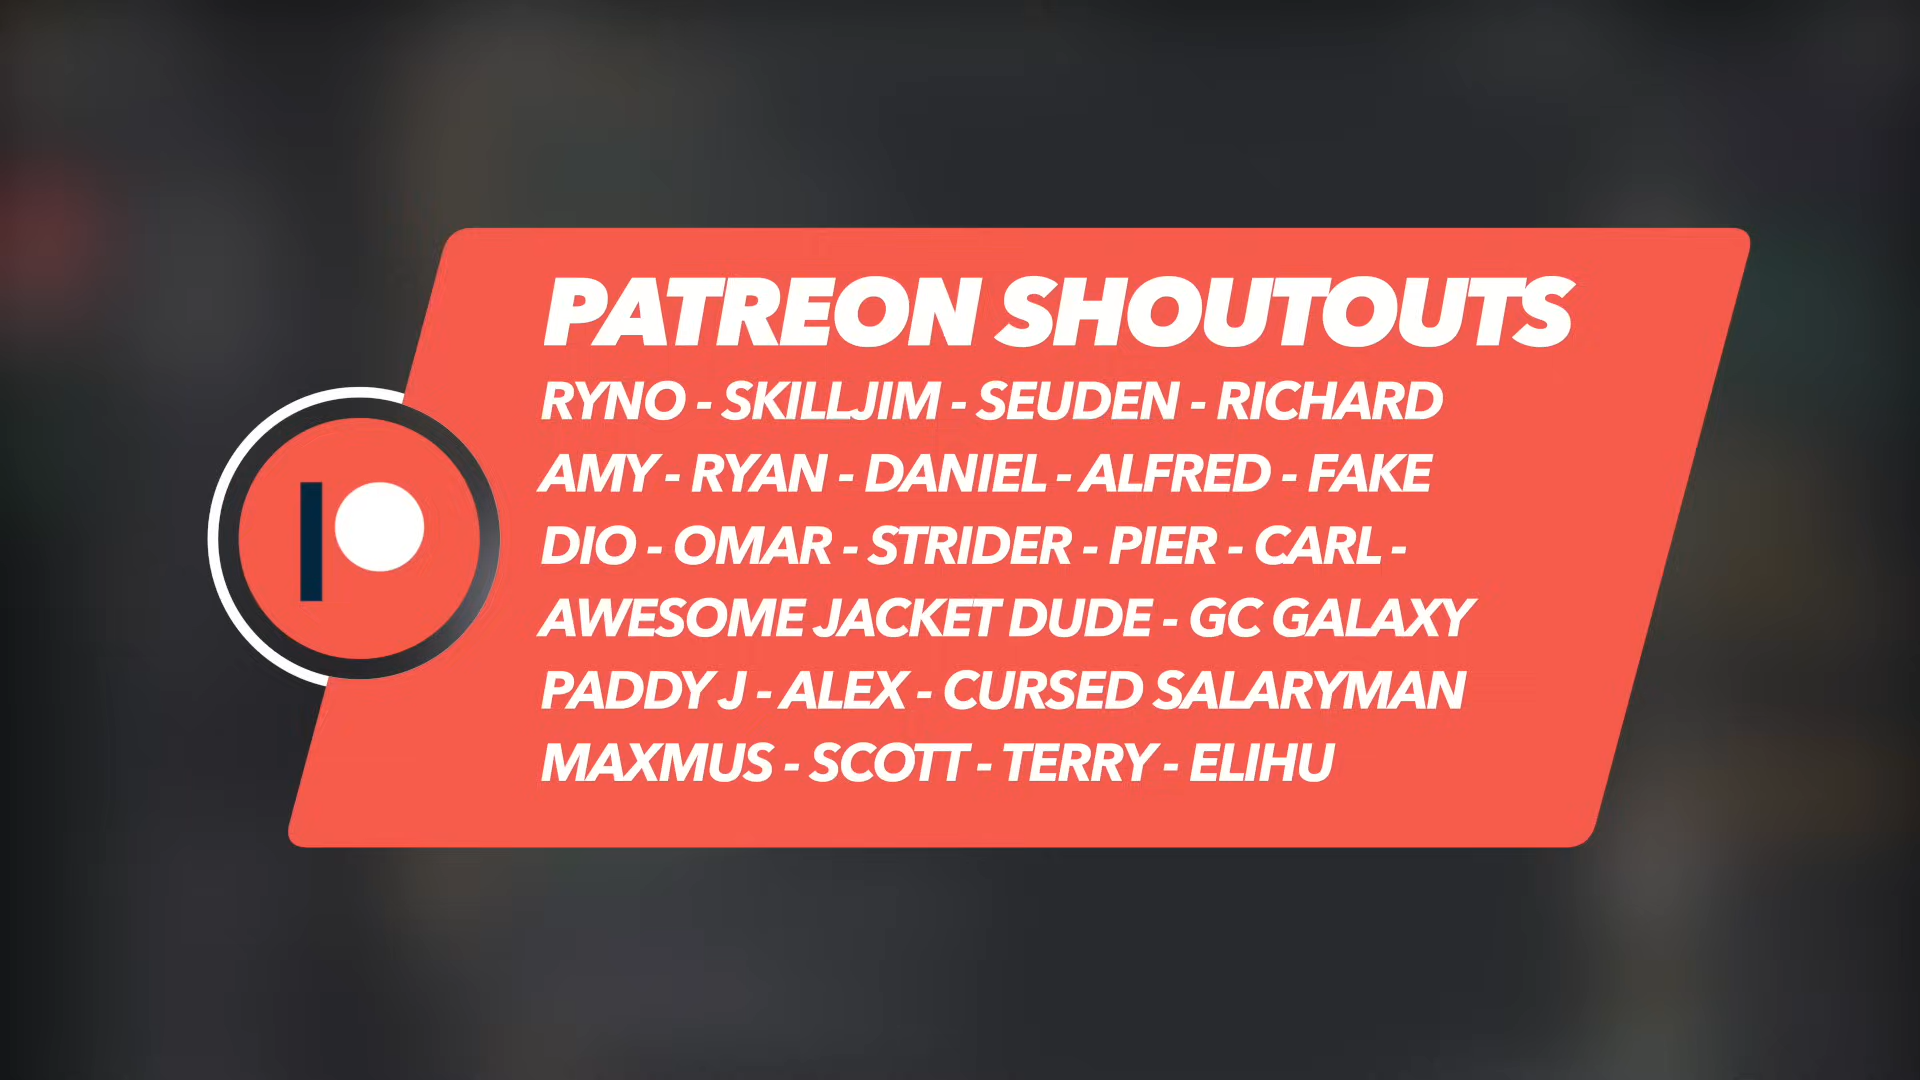 PATREON SHOUTOUTS
RYNO - SKILLJIM - SEUDEN - RICHARD
AMY - RYAN - DANIEL - ALFRED - FAKE
DIO - OMAR - STRIDER - PIER - CARL -
AWESOME JACKET DUDE - GC GALAXY
PADDY J - ALEX - CURSED SALARYMAN
MAXMUS - SCOTT - TERRY - ELIHU